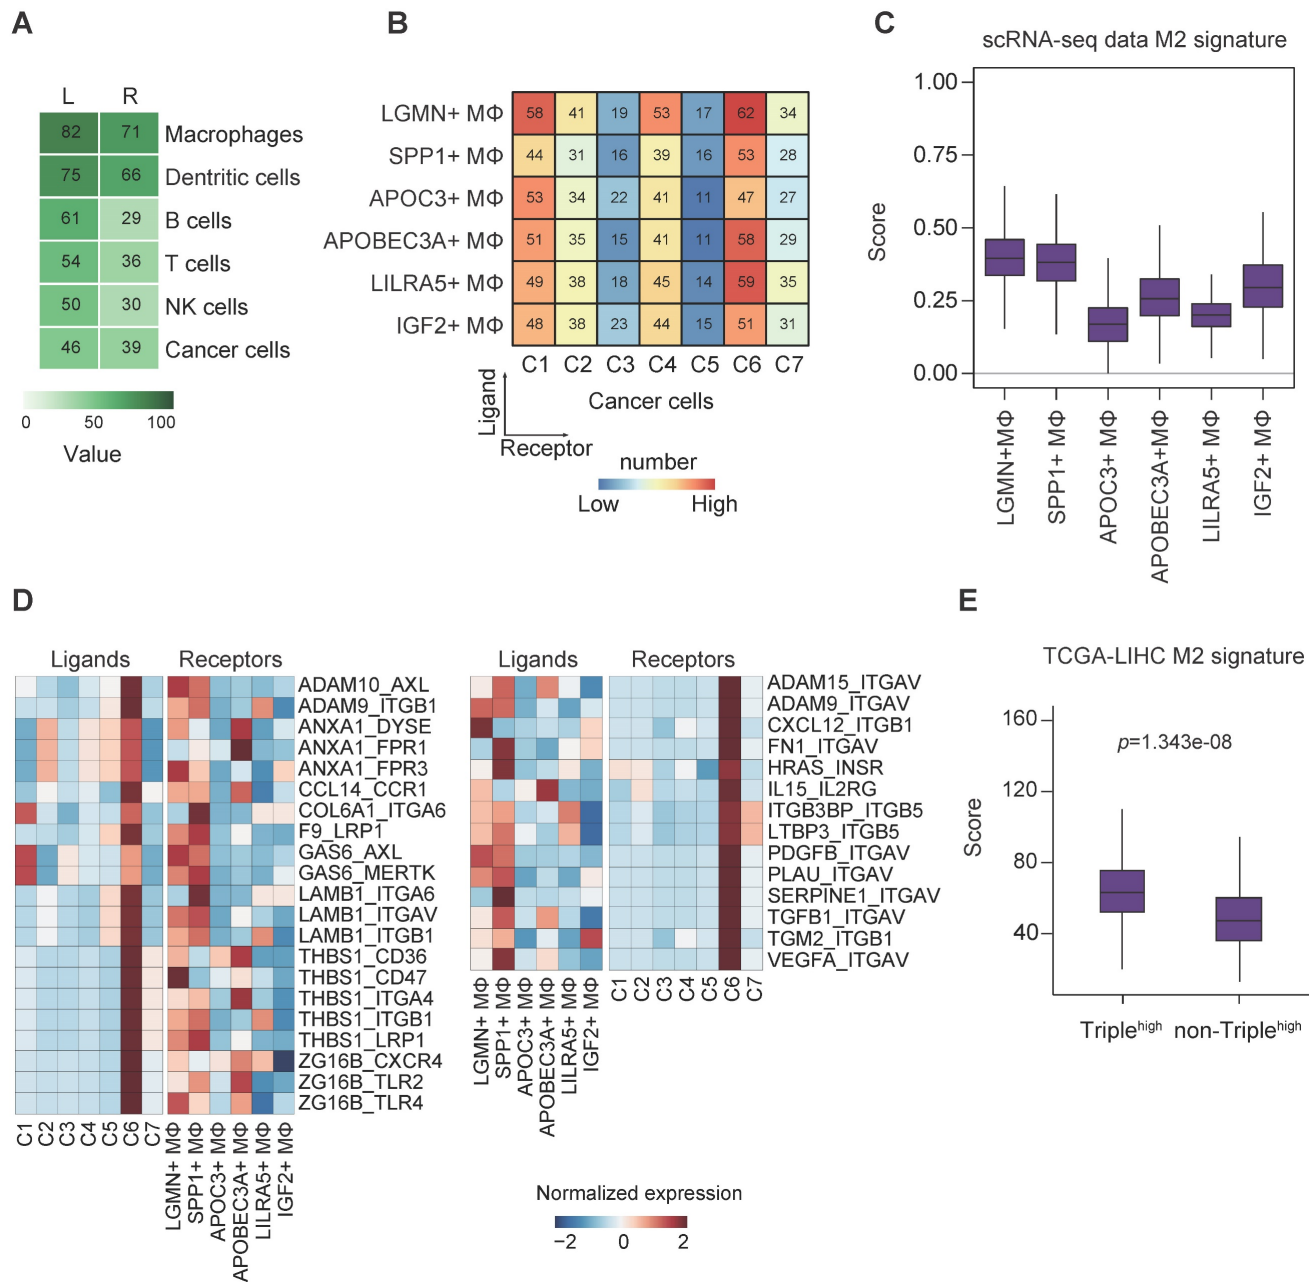 A
L R
82 71 Macrophages
75 66 Dentritic cells
61 29 B cells
54 36 T cells
50 30 NK cells
46 39 Cancer cells
0 50 100
Value
B
LGMN+ MΦ 58 41 19 53 17 62 34
SPP1+ MΦ 44 31 16 39 16 53 28
APOC3+ MΦ 53 34 22 41 11 47 27
APOBEC3A+ MΦ 51 35 15 41 11 58 29
LILRA5+ MΦ 49 38 18 45 14 59 35
IGF2+ MΦ 48 38 23 44 15 51 31
C1 C2 C3 C4 C5 C6 C7
Cancer cells
Ligand
Receptor
number
Low High
C
scRNA-seq data M2 signature
Score
1.00
0.75
0.50
0.25
0.00
LGMN+MΦ
SPP1+ MΦ
APOC3+ MΦ
APOBEC3A+MΦ
LILRA5+ MΦ
IGF2+ MΦ
D
Ligands Receptors
ADAM10_AXL
ADAM9_ITGB1
ANXA1_DYSE
ANXA1_FPR1
ANXA1_FPR3
CCL14_CCR1
COL6A1_ITGA6
F9_LRP1
GAS6_AXL
GAS6_MERTK
LAMB1_ITGA6
LAMB1_ITGAV
LAMB1_ITGB1
THBS1_CD36
THBS1_CD47
THBS1_ITGA4
THBS1_ITGB1
THBS1_LRP1
ZG16B_CXCR4
ZG16B_TLR2
ZG16B_TLR4
C1
C2
C3
C4
C5
C6
C7
LGMN+ MΦ
SPP1+ MΦ
APOC3+ MΦ
APOBEC3A+ MΦ
LILRA5+ MΦ
IGF2+ MΦ
Ligands Receptors
ADAM15_ITGAV
ADAM9_ITGAV
CXCL12_ITGB1
FN1_ITGAV
HRAS_INSR
IL15_IL2RG
ITGB3BP_ITGB5
LTBP3_ITGB5
PDGFB_ITGAV
PLAU_ITGAV
SERPINE1_ITGAV
TGFB1_ITGAV
TGM2_ITGB1
VEGFA_ITGAV
LGMN+ MΦ
SPP1+ MΦ
APOC3+ MΦ
APOBEC3A+ MΦ
LILRA5+ MΦ
IGF2+ MΦ
C1
C2
C3
C4
C5
C6
C7
Normalized expression
−2 0 2
E
TCGA-LIHC M2 signature
p=1.343e-08
Score
160
120
80
40
Triplehigh non-Triplehigh